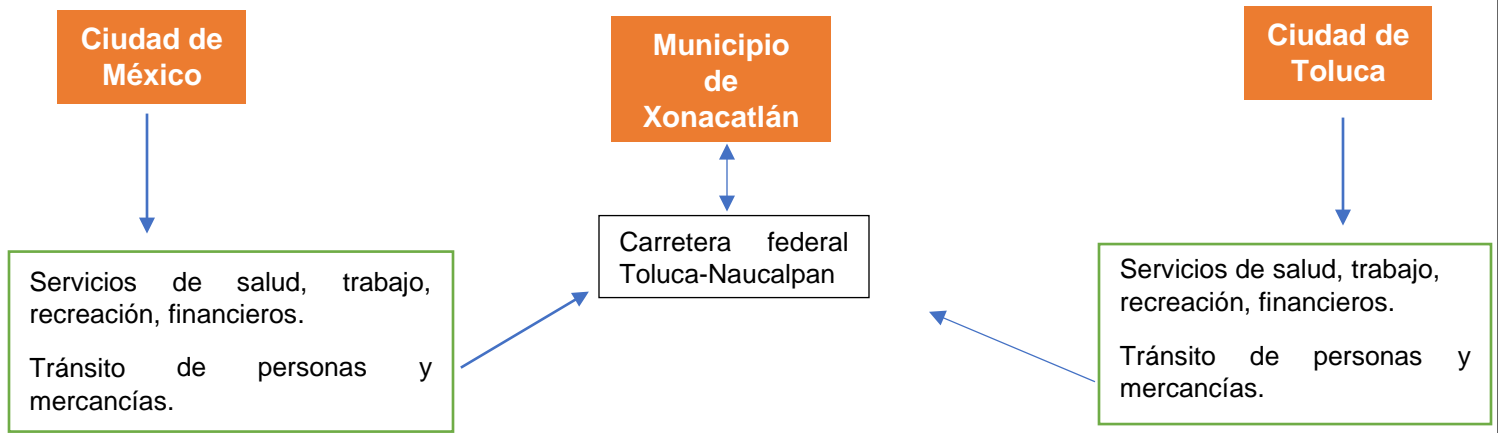 Ciudad de
México
Municipio
de
Xonacatlán
Ciudad de
Toluca
Carretera federal
Toluca-Naucalpan
Servicios de salud, trabajo,
recreación, financieros.
Tránsito de personas y
mercancías.
Servicios de salud, trabajo,
recreación, financieros.
Tránsito de personas y
mercancías.